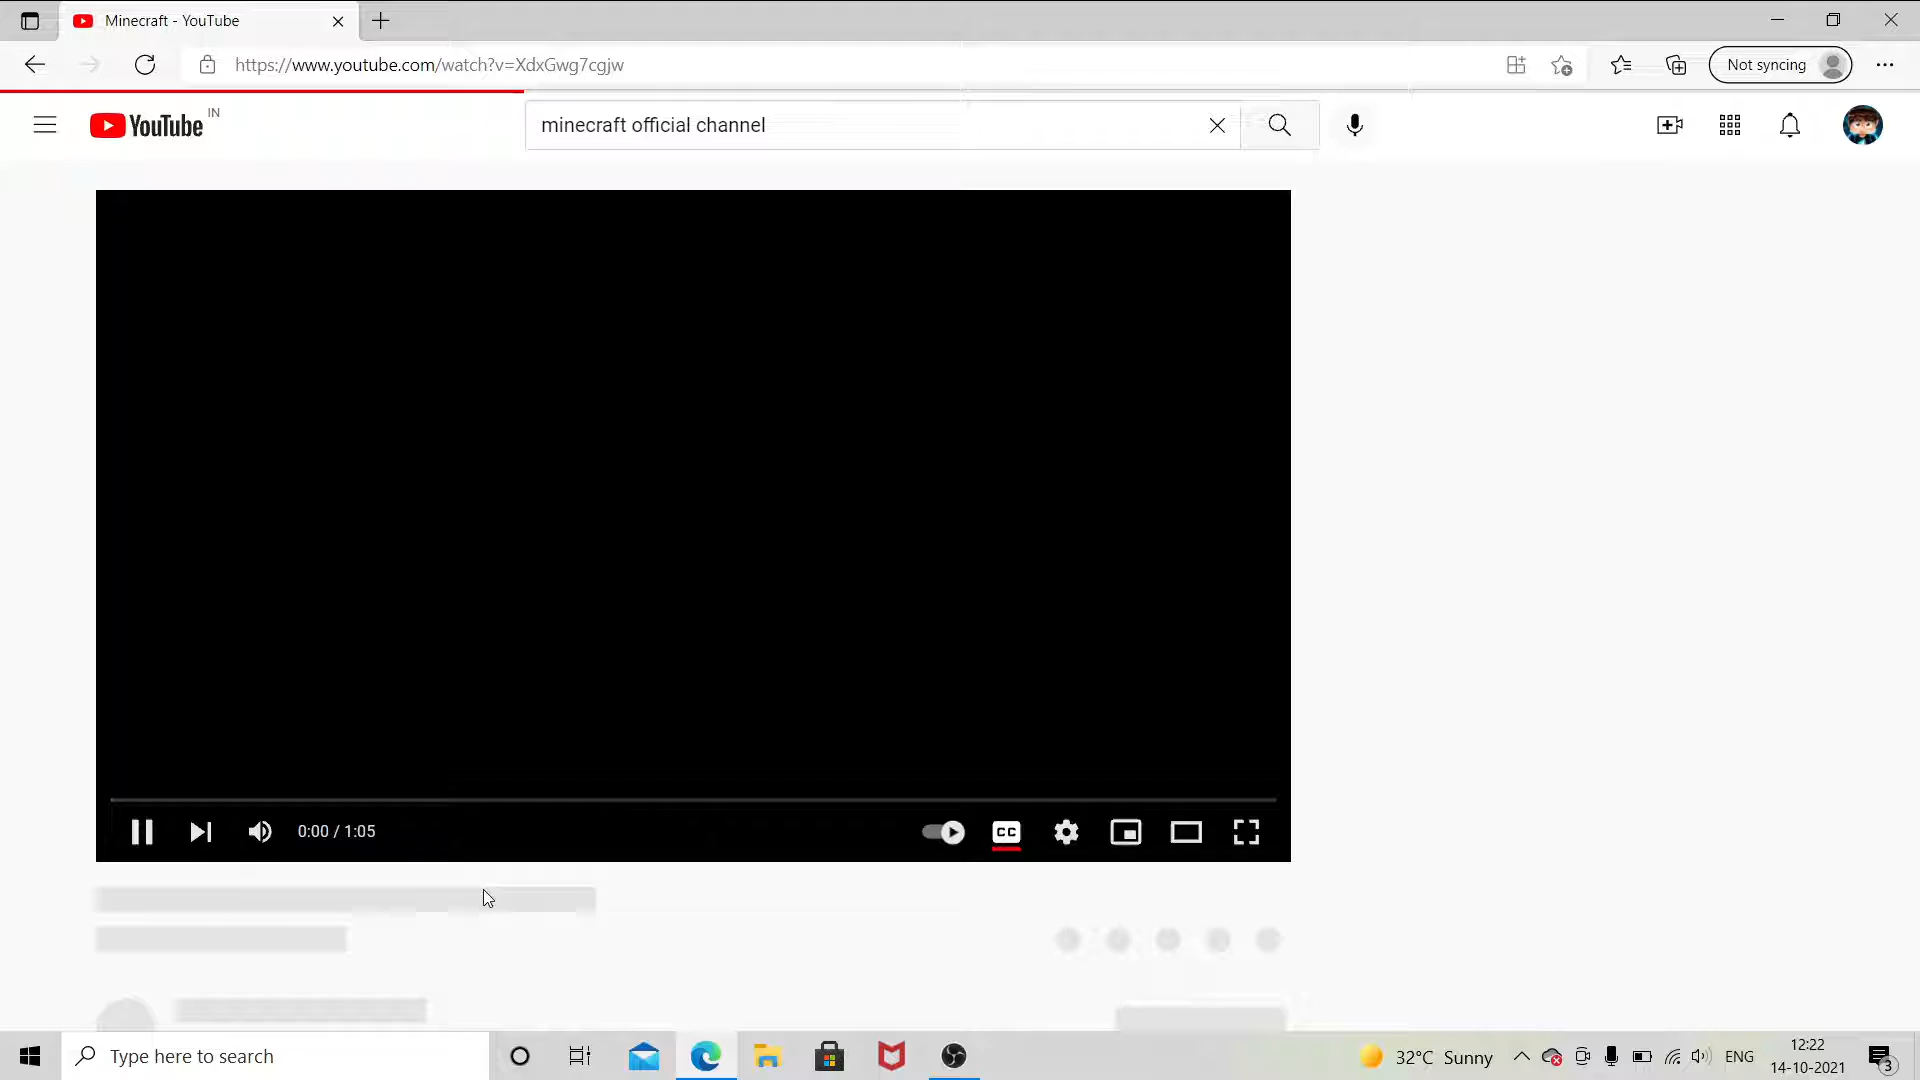 Minecraft - YouTube
https://www.youtube.com/watch?v=XdxGwg7cgjw
Not syncing
YouTube IN
minecraft official channel
0:00 / 1:05
CC
Type here to search
32°C Sunny
ENG
12:22
14-10-2021
3